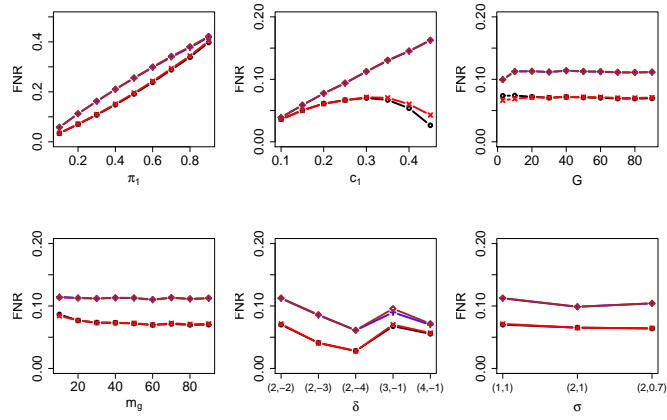 FNR
0.0 0.2 0.4
0.2 0.4 0.6 0.8
π1
FNR
0.00 0.10 0.20
0.1 0.2 0.3 0.4
c1
FNR
0.00 0.10 0.20
0 20 40 60 80
G
FNR
0.00 0.10 0.20
20 40 60 80
mg
FNR
0.00 0.10 0.20
(2,−2) (2,−3) (2,−4) (3,−1) (4,−1)
δ
FNR
0.00 0.10 0.20
(1,1) (2,1) (2,0.7)
σ